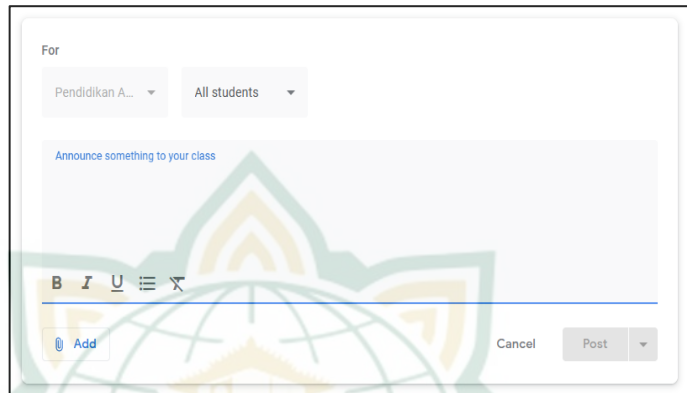 For
Pendidikan A... All students
Announce something to your class
B I U
Add Cancel Post